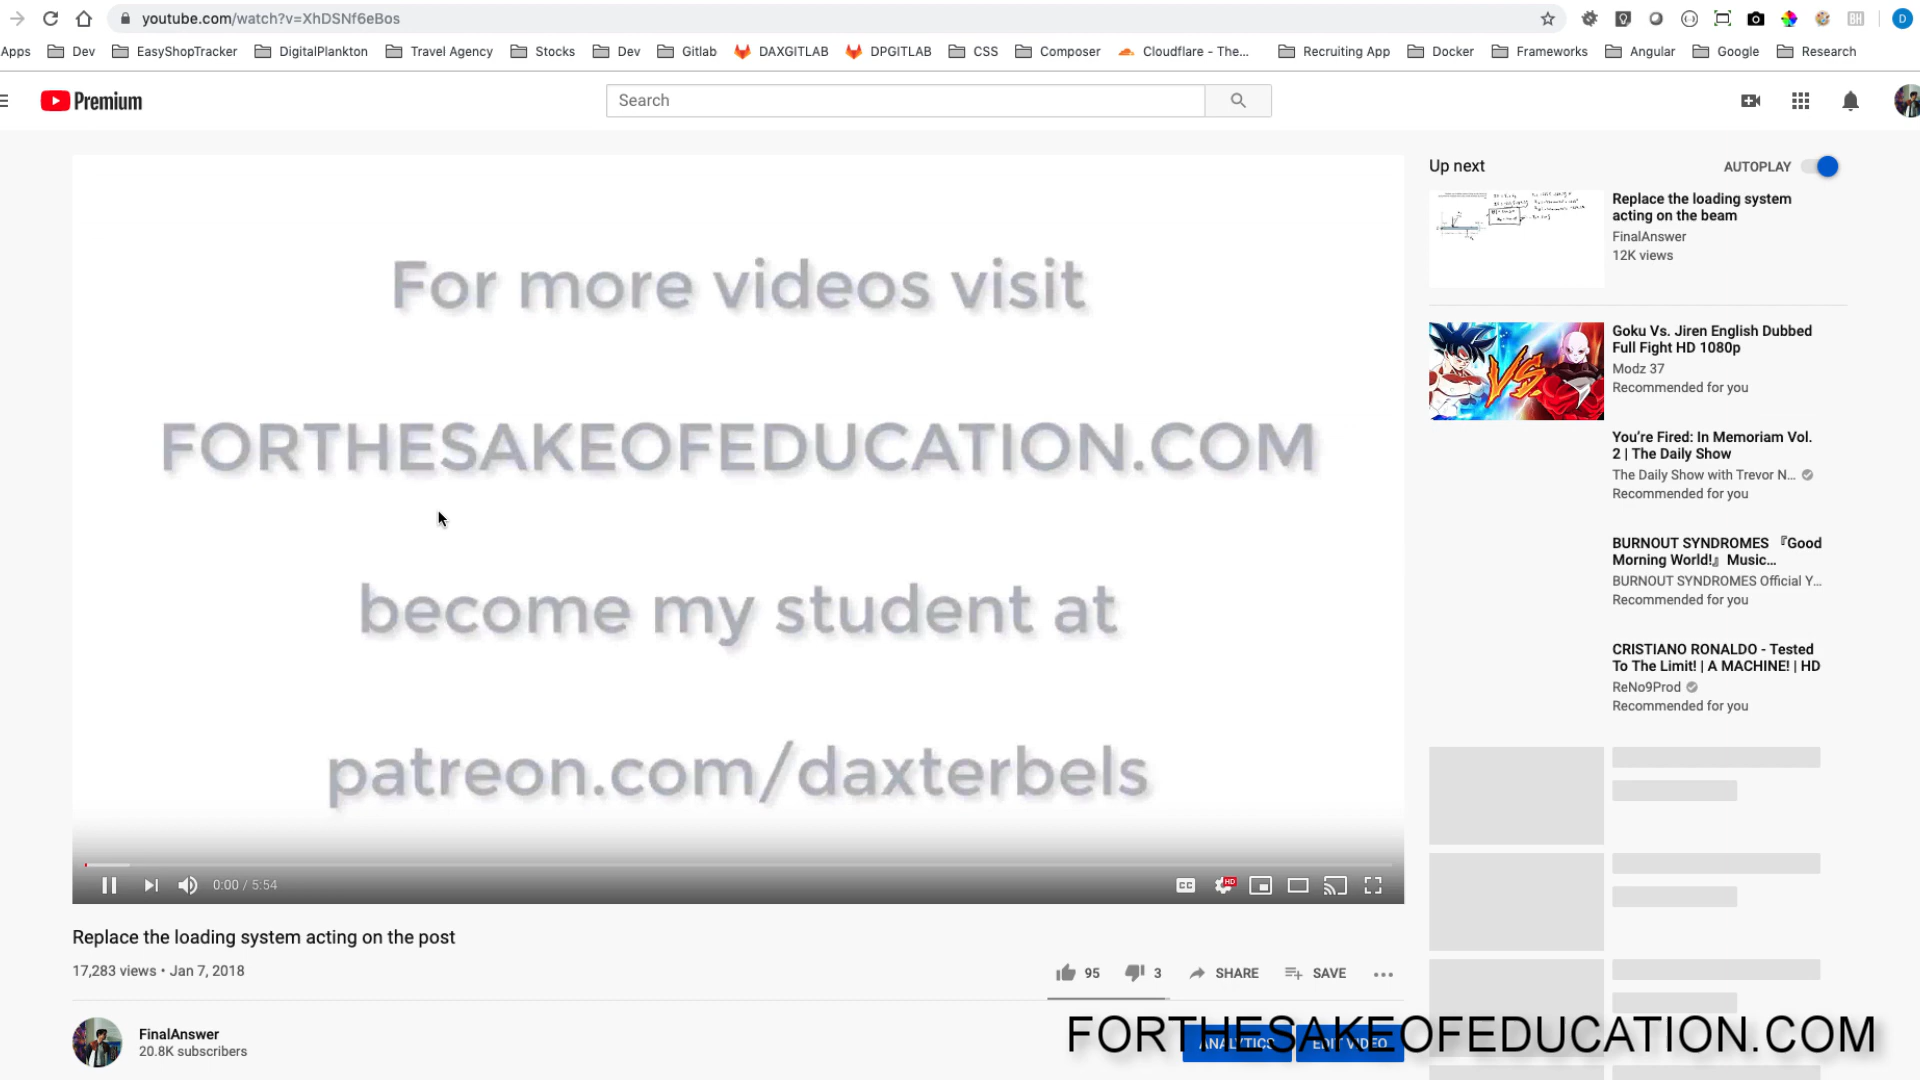 youtube.com/watch?v=XhDSNf6eBos
Apps Dev EasyShopTracker DigitalPlankton Travel Agency Stocks Dev Gitlab DAXGITLAB DPGITLAB CSS Composer Cloudflare - The... Recruiting App Docker Frameworks Angular Google Research
D
BH
Premium
Search
For more videos visit
FORTHESAKEOFEDUCATION.COM
become my student at
patreon.com/daxterbels
0:00 / 5:54
CC
HD
Replace the loading system acting on the post
17,283 views • Jan 7, 2018
95 3 SHARE SAVE
FinalAnswer
20.8K subscribers
ANALYTICS EDIT VIDEO
Up next AUTOPLAY
Replace the loading system
acting on the beam
FinalAnswer
12K views
VS.
Goku Vs. Jiren English Dubbed
Full Fight HD 1080p
Modz 37
Recommended for you
You're Fired: In Memoriam Vol.
2 | The Daily Show
The Daily Show with Trevor N...
Recommended for you
BURNOUT SYNDROMES 『Good
Morning World!』 Music...
BURNOUT SYNDROMES Official Y...
Recommended for you
CRISTIANO RONALDO - Tested
To The Limit! | A MACHINE! | HD
ReNo9Prod
Recommended for you
FORTHESAKEOFEDUCATION.COM